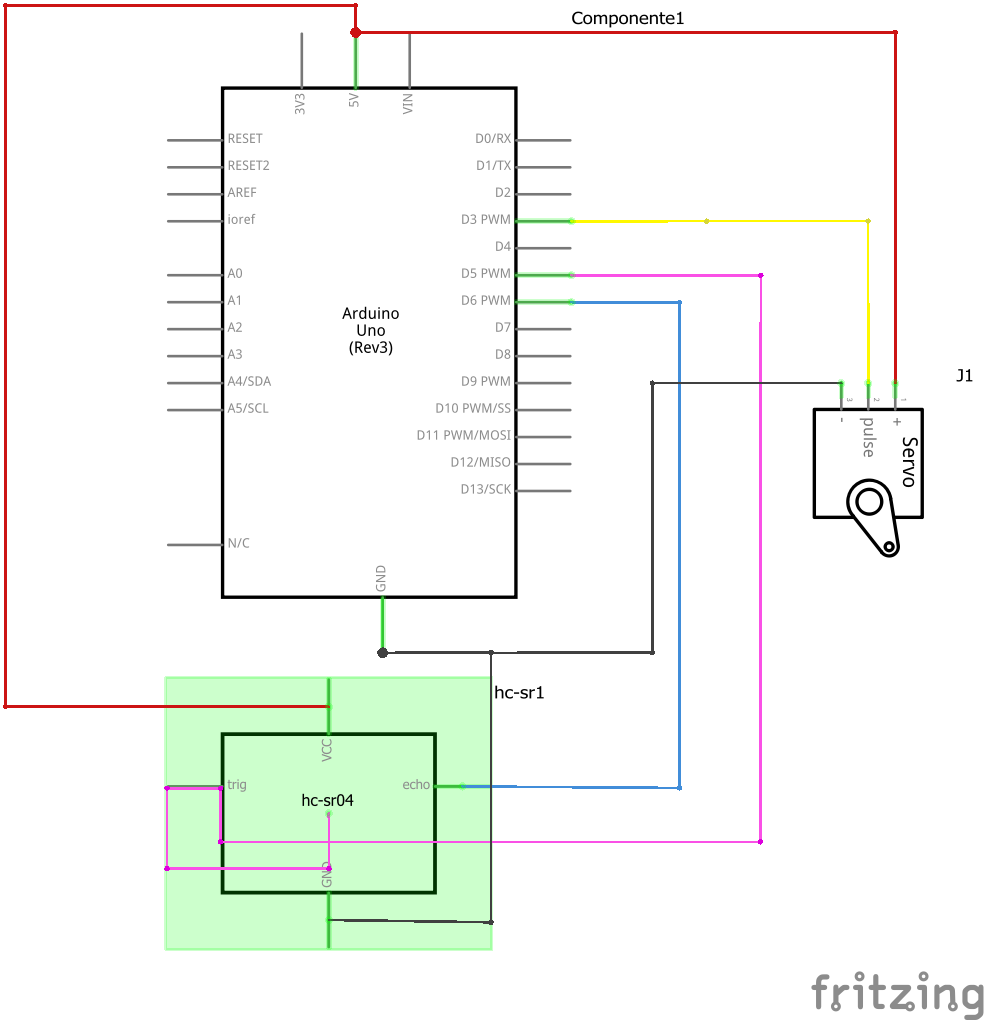 Componente1
3V3
5V
VIN
RESET
RESET2
AREF
ioref
A0
A1
A2
A3
A4/SDA
A5/SCL
N/C
D0/RX
D1/TX
D2
D3 PWM
D4
D5 PWM
D6 PWM
D7
D8
D9 PWM
D10 PWM/SS
D11 PWM/MOSI
D12/MISO
D13/SCK
Arduino
Uno
(Rev3)
GND
J1
3
2
1
-
pulse
+
Servo
hc-sr1
VCC
trig
echo
hc-sr04
GND
fritzing